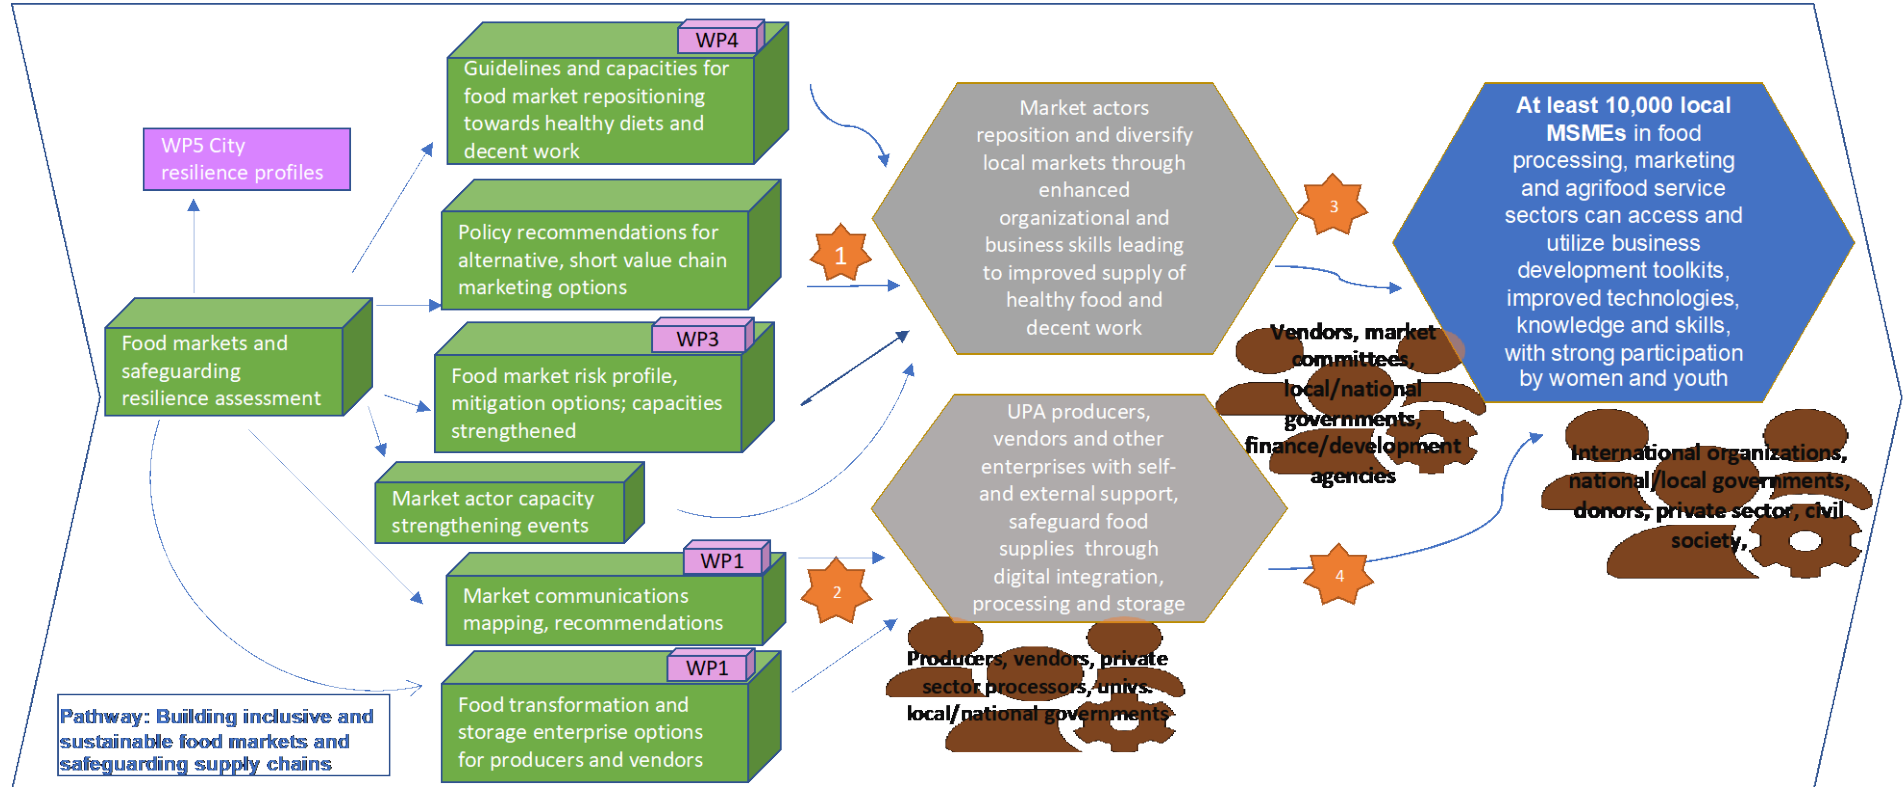 WP4
Guidelines and capacities for
food market repositioning
towards healthy diets and
decent work
WP5 City
resilience profiles
Policy recommendations for
alternative, short value chain
marketing options
Food markets and
safeguarding
resilience assessment
WP3
Food market risk profile,
mitigation options; capacities
strengthened
Market actor capacity
strengthening events
WP1
Market communications
mapping, recommendations
WP1
Food transformation and
storage enterprise options
for producers and vendors
Pathway: Building inclusive and
sustainable food markets and
safeguarding supply chains
1
2
Market actors
reposition and diversify
local markets through
enhanced
organizational and
business skills leading
to improved supply of
healthy food and
decent work
UPA producers,
vendors and other
enterprises with self-
and external support,
safeguard food
supplies through
digital integration,
processing and storage
Producers, vendors, private
sector processors, univs.
local/national governments
3
Vendors, market
committees,
local/national
governments,
finance/development
agencies
4
At least 10,000 local
MSMEs in food
processing, marketing
and agrifood service
sectors can access and
utilize business
development toolkits,
improved technologies,
knowledge and skills,
with strong participation
by women and youth
International organizations,
national/local governments,
donors, private sector, civil
society,